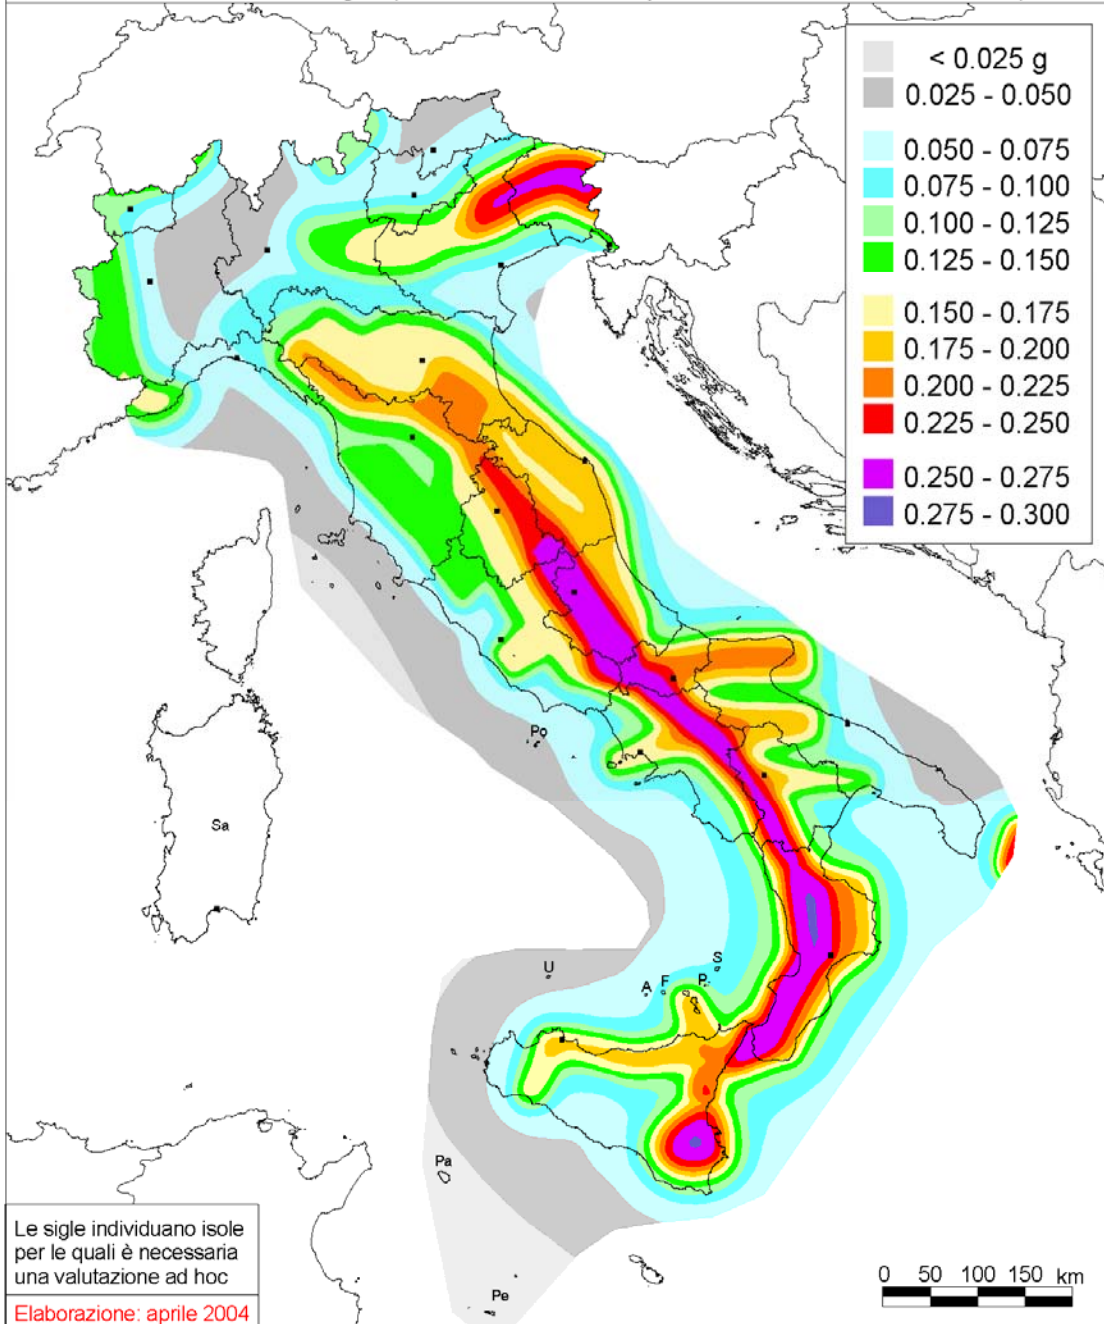 < 0.025 g
0.025 - 0.050
0.050 - 0.075
0.075 - 0.100
0.100 - 0.125
0.125 - 0.150
0.150 - 0.175
0.175 - 0.200
0.200 - 0.225
0.225 - 0.250
0.250 - 0.275
0.275 - 0.300
Po
Sa
S
U
A F P
Pa
Pe
Le sigle individuano isole
per le quali è necessaria
una valutazione ad hoc
Elaborazione: aprile 2004
0 50 100 150 km